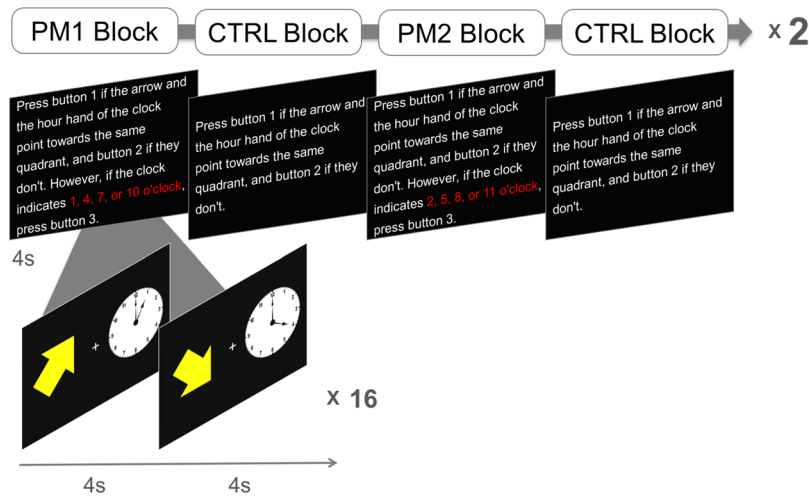 PM1 Block
CTRL Block
PM2 Block
CTRL Block
x 2
Press button 1 if the arrow and
the hour hand of the clock
point towards the same
quadrant, and button 2 if they
don't. However, if the clock
indicates 1, 4, 7, or 10 o'clock,
press button 3.
Press button 1 if the arrow and
the hour hand of the clock
point towards the same
quadrant, and button 2 if they
don't.
Press button 1 if the arrow and
the hour hand of the clock
point towards the same
quadrant, and button 2 if they
don't. However, if the clock
indicates 2, 5, 8, or 11 o'clock,
press button 3.
Press button 1 if the arrow and
the hour hand of the clock
point towards the same
quadrant, and button 2 if they
don't.
4s
x 16
4s
4s